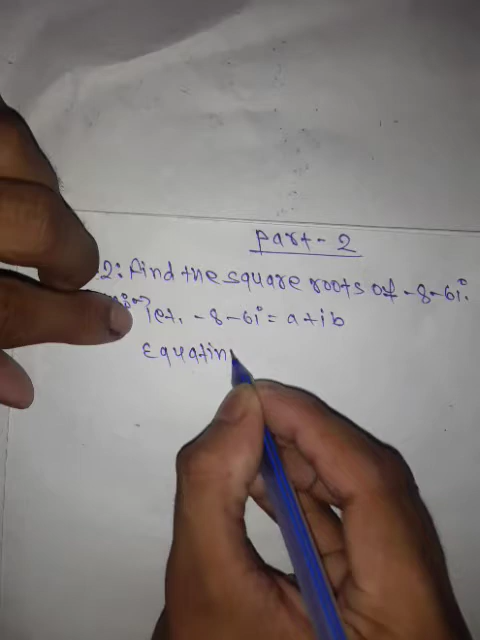 Part-2
2: Find the square roots of -8-6i.
let, -8-6i = a+ib
Equatin